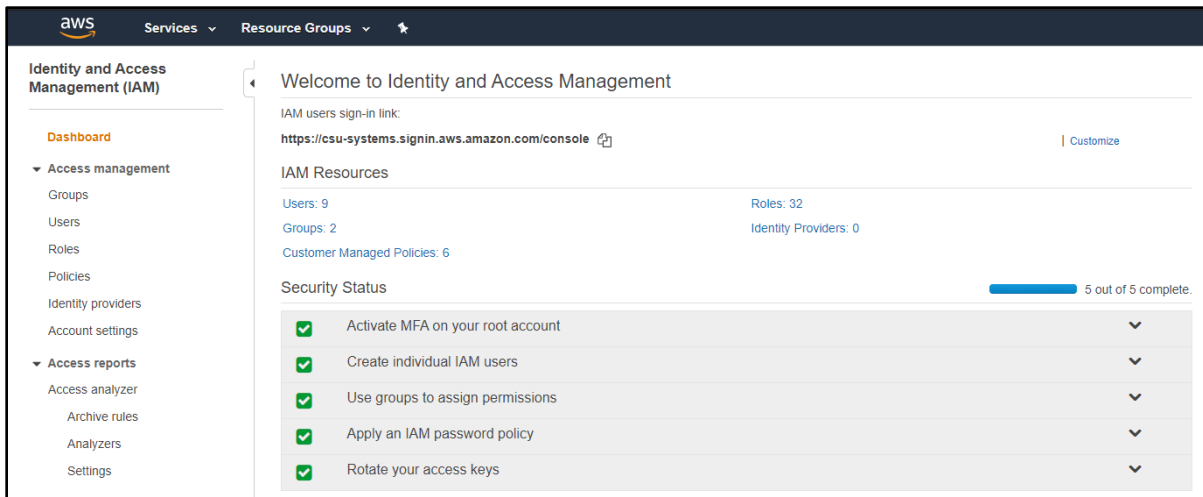 aws
Services
Resource Groups
Identity and Access
Management (IAM)
Dashboard
Access management
Groups
Users
Roles
Policies
Identity providers
Account settings
Access reports
Access analyzer
Archive rules
Analyzers
Settings
Welcome to Identity and Access Management
IAM users sign-in link:
https://csu-systems.signin.aws.amazon.com/console
Customize
IAM Resources
Users: 9
Roles: 32
Groups: 2
Identity Providers: 0
Customer Managed Policies: 6
Security Status
5 out of 5 complete.
Activate MFA on your root account
Create individual IAM users
Use groups to assign permissions
Apply an IAM password policy
Rotate your access keys